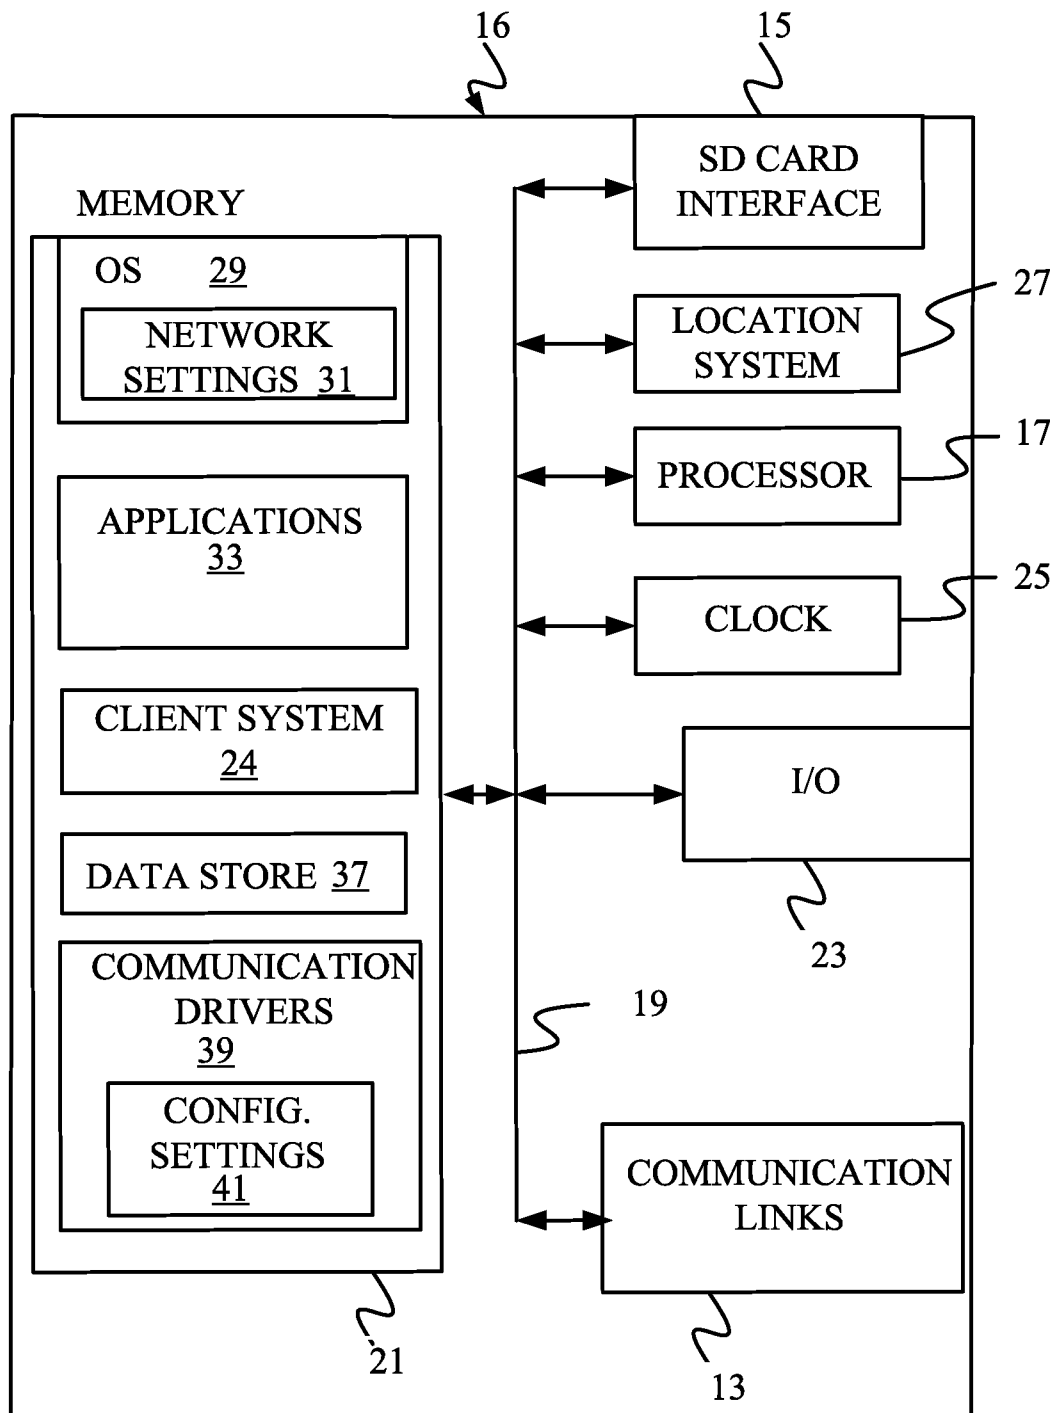 16
15
SD CARD
INTERFACE
MEMORY
OS 29
NETWORK
SETTINGS 31
27
LOCATION
SYSTEM
17
PROCESSOR
APPLICATIONS
33
25
CLOCK
CLIENT SYSTEM
24
I/O
DATA STORE 37
23
COMMUNICATION
DRIVERS
39
19
CONFIG.
SETTINGS
41
COMMUNICATION
LINKS
21
13